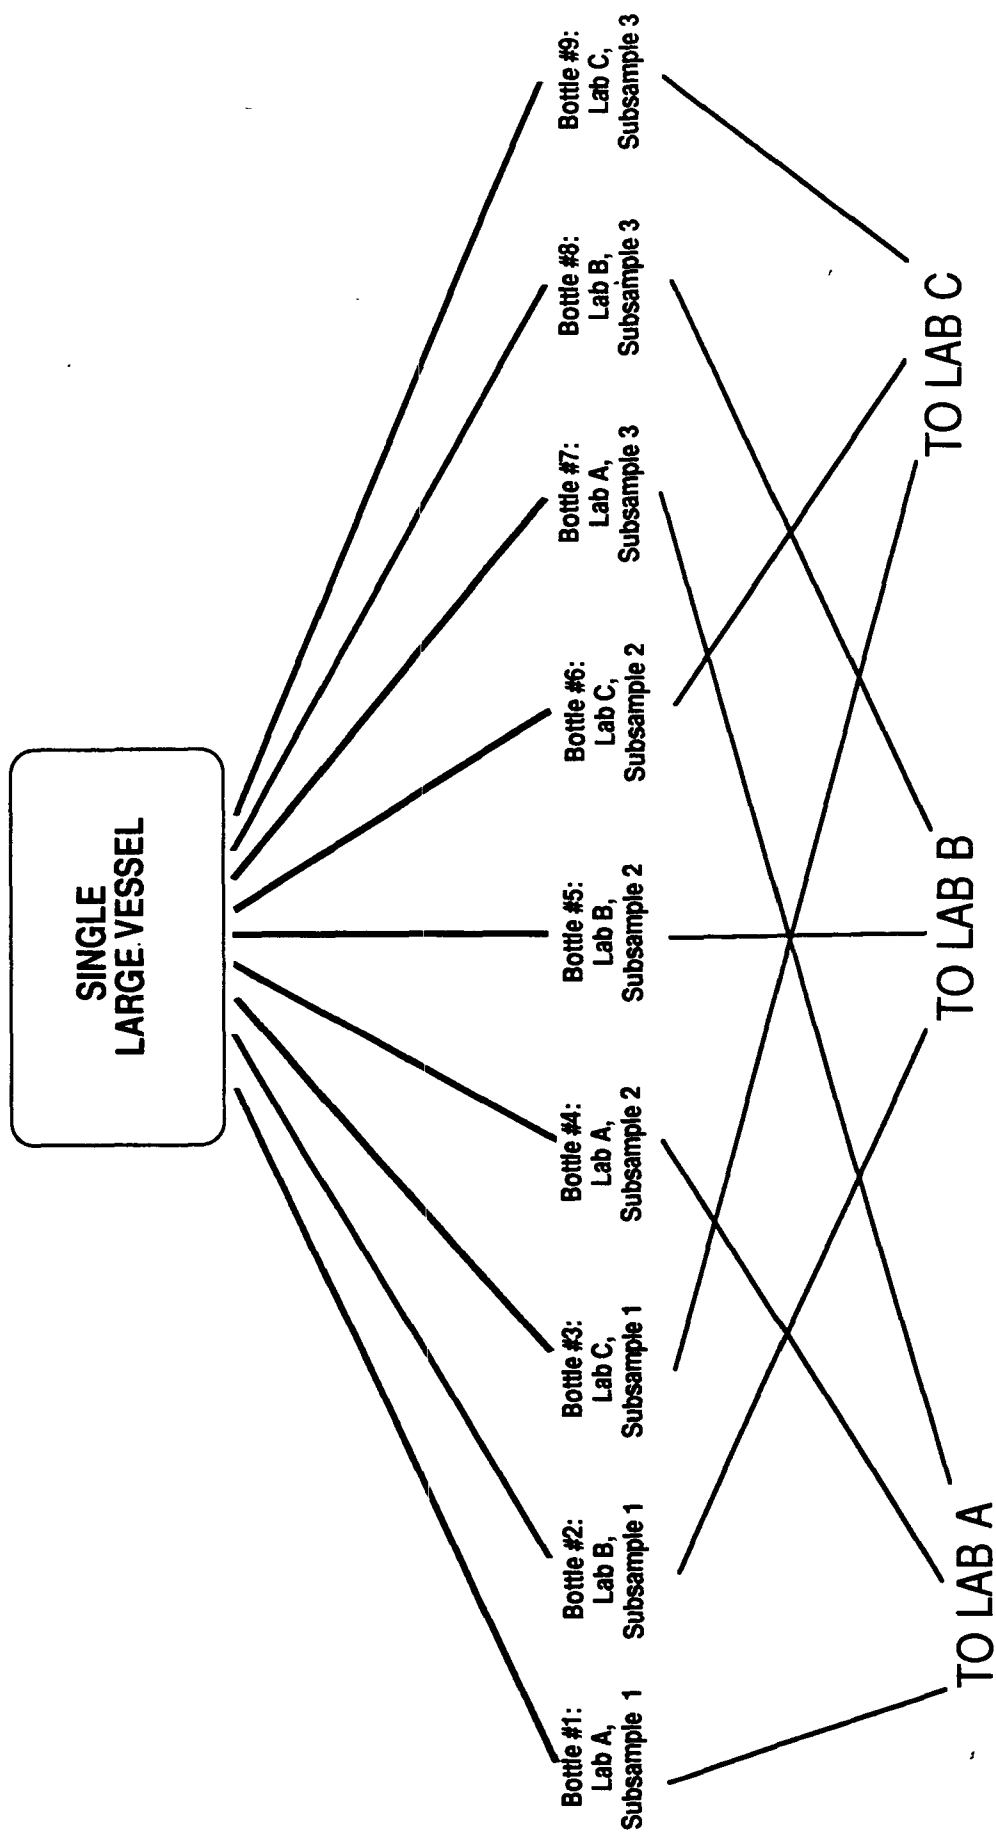 SINGLE
LARGE VESSEL
Bottle #1:
Lab A,
Subsample 1
Bottle #2:
Lab B,
Subsample 1
Bottle #3:
Lab C,
Subsample 1
Bottle #4:
Lab A,
Subsample 2
Bottle #5:
Lab B,
Subsample 2
Bottle #6:
Lab C,
Subsample 2
Bottle #7:
Lab A,
Subsample 3
Bottle #8:
Lab B,
Subsample 3
Bottle #9:
Lab C,
Subsample 3
TO LAB A
TO LAB B
TO LAB C